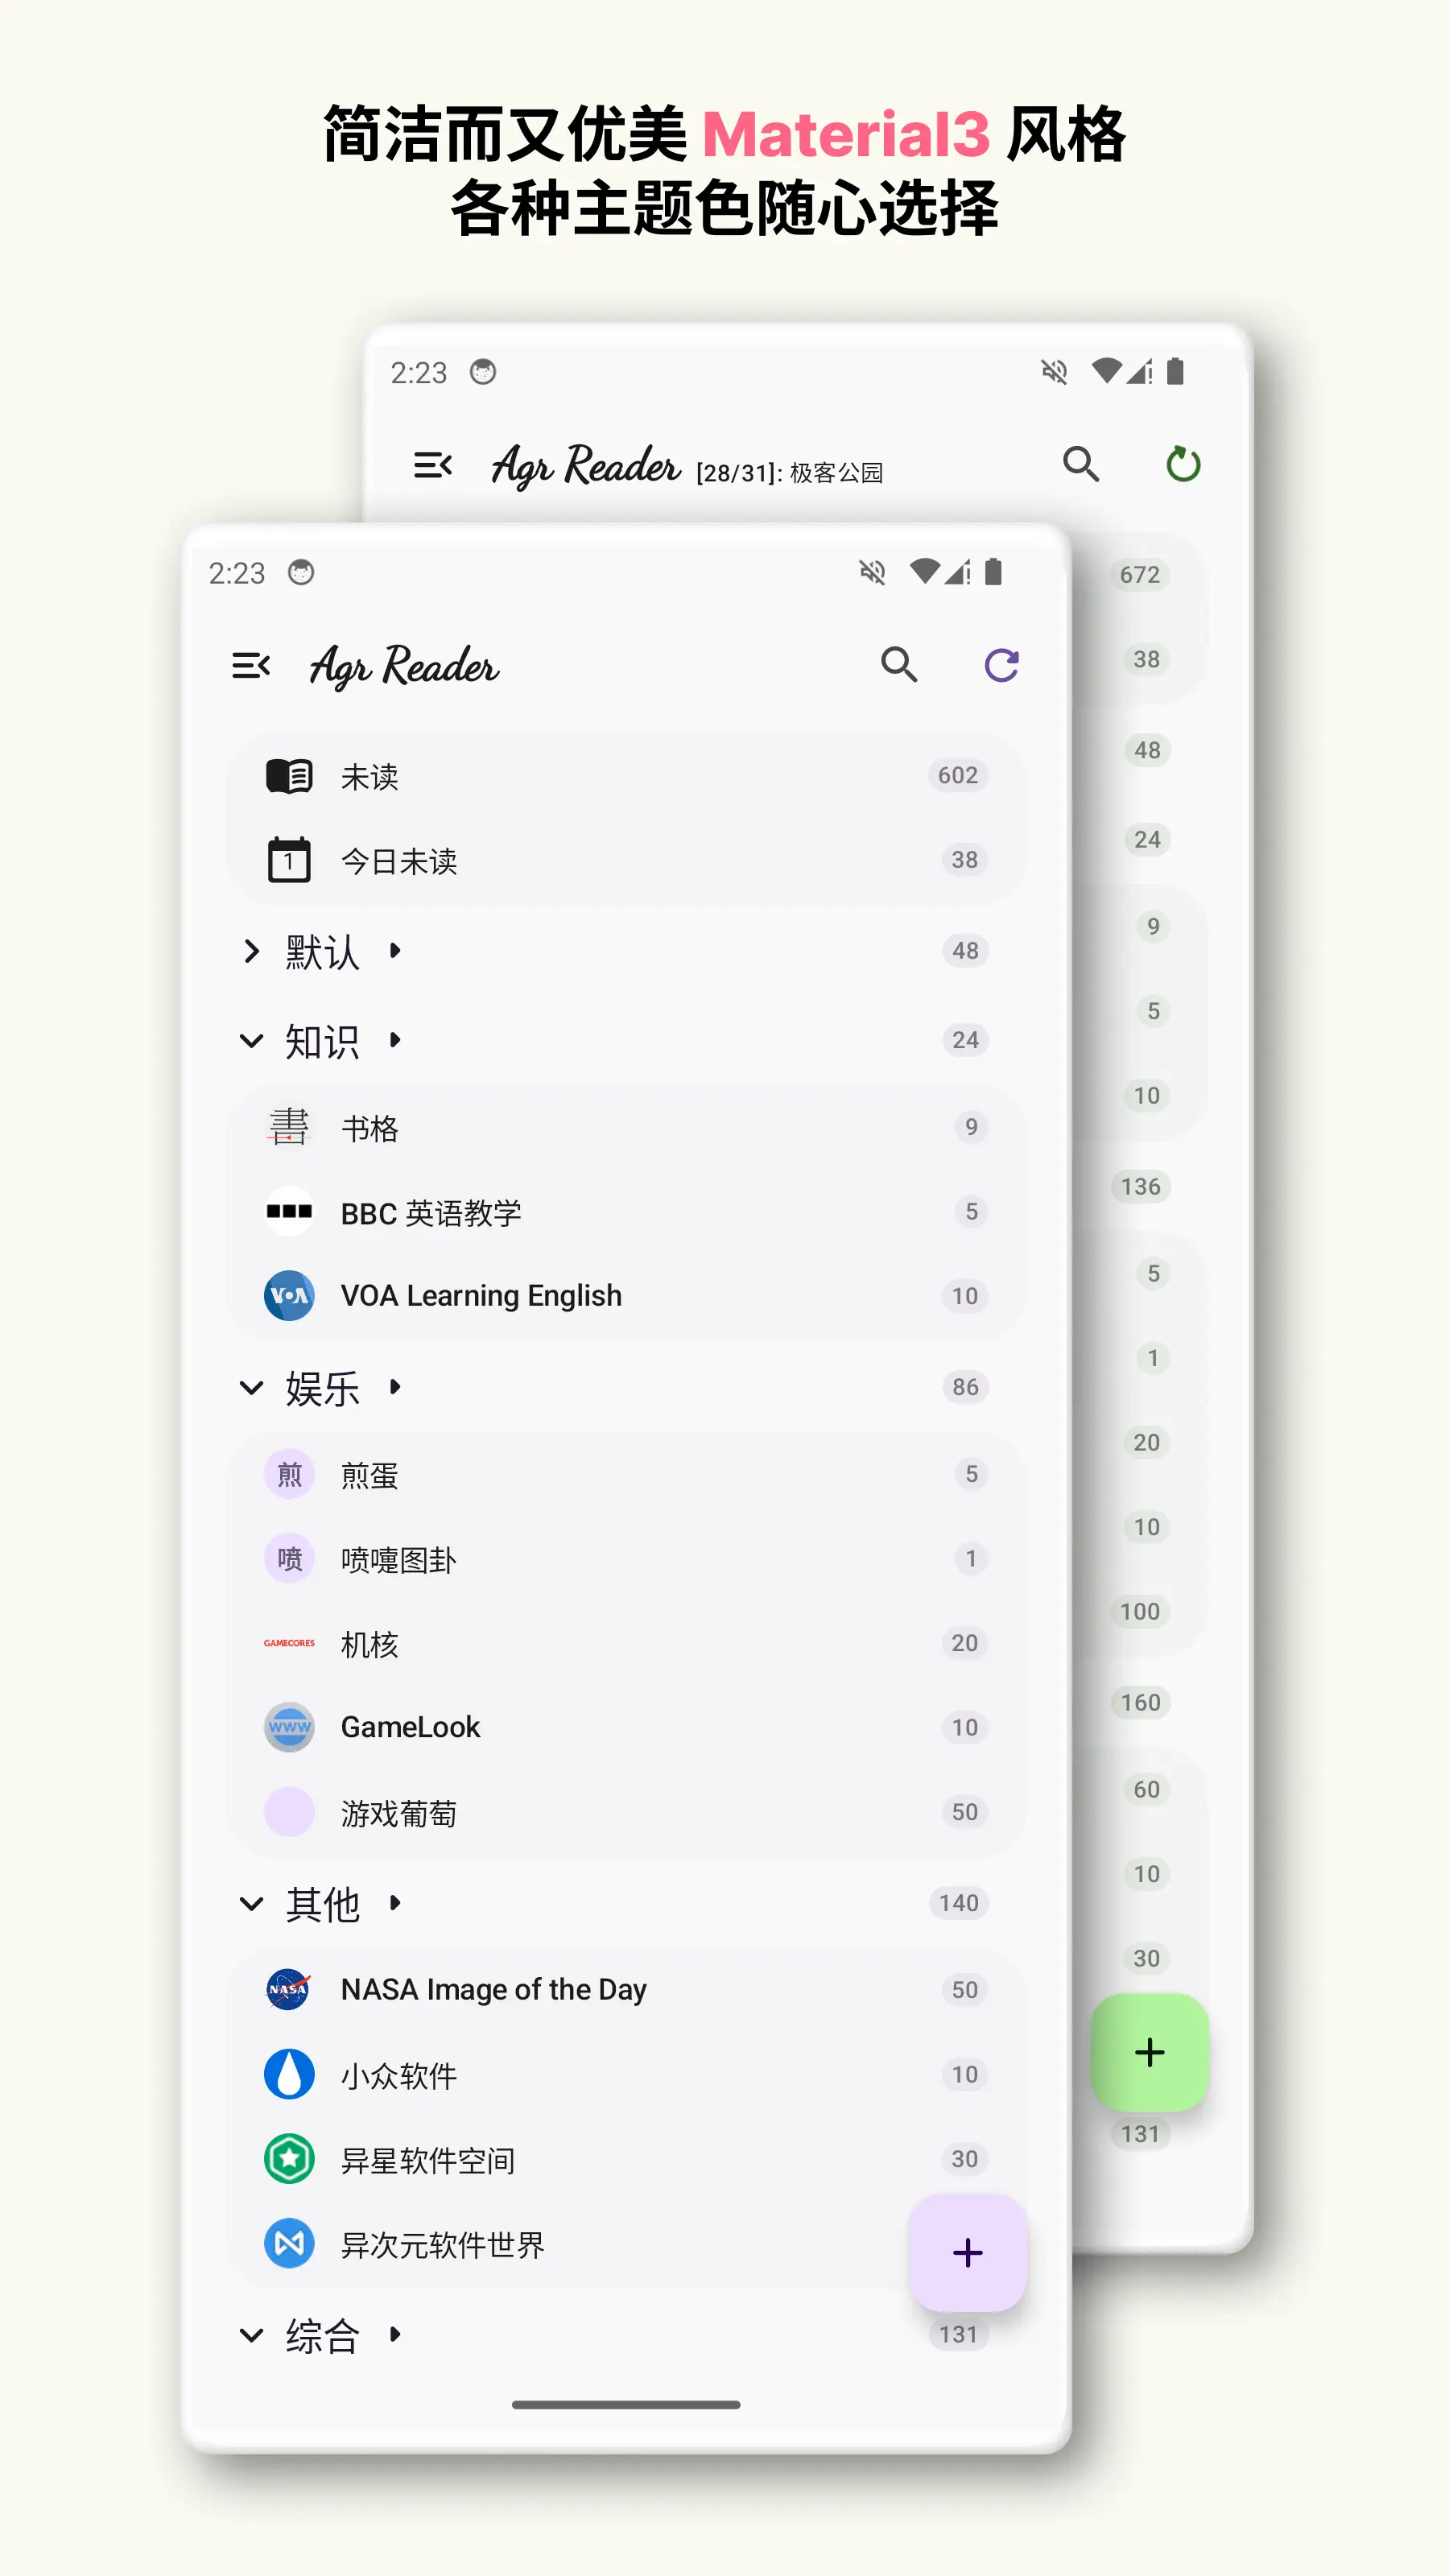 简洁而又优美 Material3 风格
各种主题色随心选择
2:23
Agr Reader [28/31]: 极客公园
672
38
48
24
9
5
10
136
5
1
20
10
100
160
60
10
30
131
2:23
Agr Reader
未读 602
1 今日未读 38
默认 48
知识 24
書 书格 9
BBC 英语教学 5
VOA VOA Learning English 10
娱乐 86
煎 煎蛋 5
喷 喷嚏图卦 1
GAMECORES 机核 20
WWW GameLook 10
游戏葡萄 50
其他 140
NASA NASA Image of the Day 50
小众软件 10
异星软件空间 30
异次元软件世界
综合 131